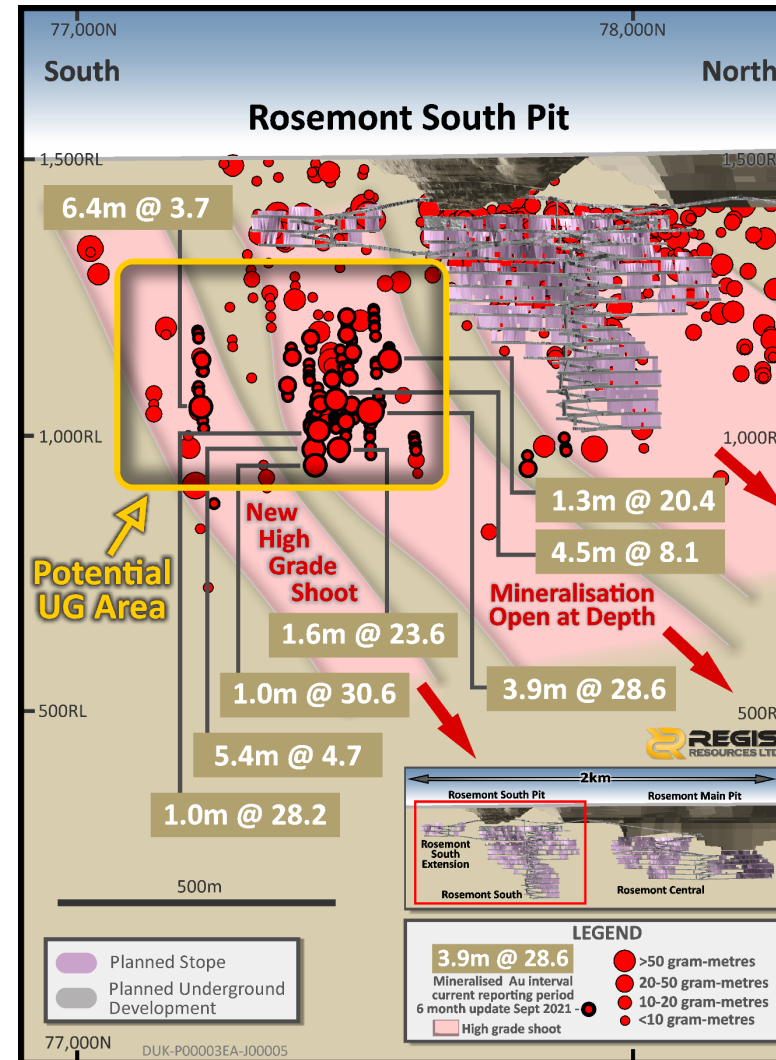 77,000N
78,000N
South
North
Rosemont South Pit
1,500RL
1,500R
6.4m @ 3.7
1,000RL
1,000R
1.3m @ 20.4
4.5m @ 8.1
New
High
Grade
Shoot
Potential
UG Area
Mineralisation
Open at Depth
1.6m @ 23.6
1.0m @ 30.6
3.9m @ 28.6
500RL
500R
5.4m @ 4.7
1.0m @ 28.2
REGIS
RESOURCES LTD
2km
Rosemont South Pit
Rosemont Main Pit
Rosemont
South
Extension
Rosemont South
Rosemont Central
500m
Planned Stope
Planned Underground
Development
LEGEND
3.9m @ 28.6
Mineralised Au interval
current reporting period
6 month update Sept 2021 -
High grade shoot
>50 gram-metres
20-50 gram-metres
10-20 gram-metres
<10 gram-metres
77,000N
DUK-P00003EA-J00005